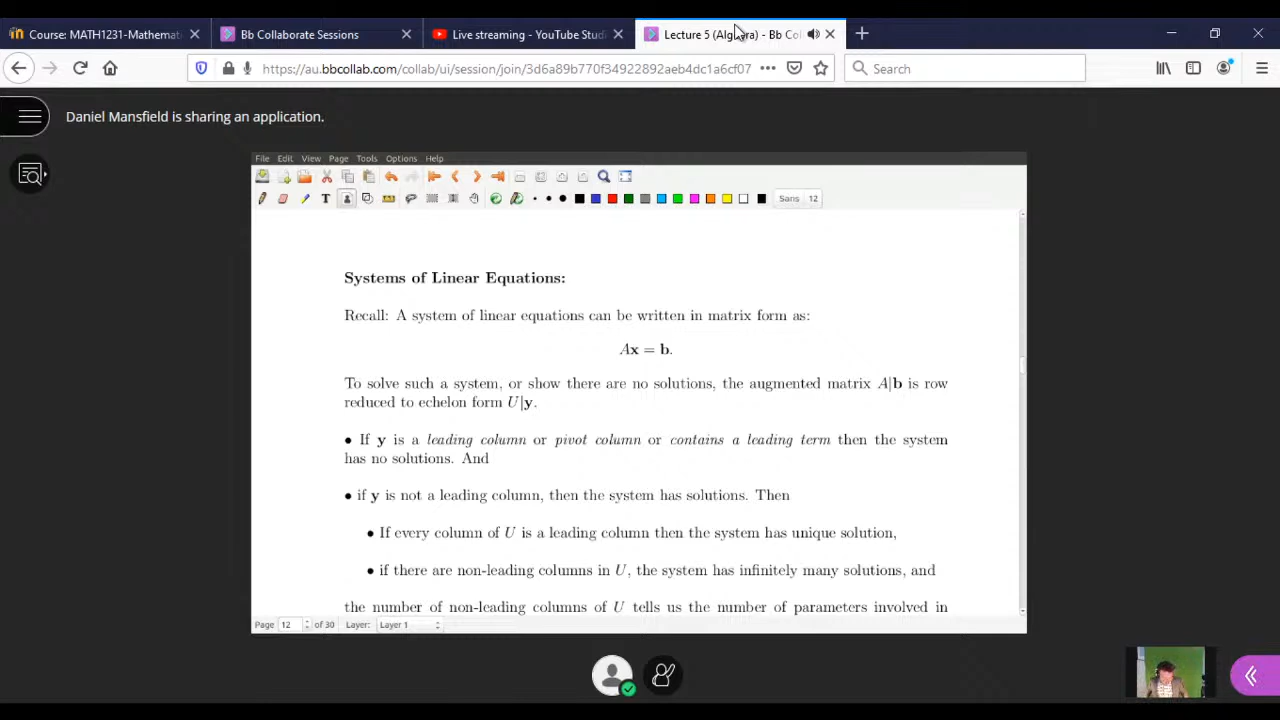 Course: MATH1231-Mathemat
Bb Collaborate Sessions
Live streaming - YouTube Stud
Lecture 5 (Algebra) - Bb Col
https://au.bbcollab.com/collab/ui/session/join/3d6a89b770f34922892aeb4dc1a6cf07
Search
Daniel Mansfield is sharing an application.
File Edit View Page Tools Options Help
Sans 12
Systems of Linear Equations:
Recall: A system of linear equations can be written in matrix form as:
Ax = b.
To solve such a system, or show there are no solutions, the augmented matrix A|b is row
reduced to echelon form U|y.
• If y is a leading column or pivot column or contains a leading term then the system
has no solutions. And
• if y is not a leading column, then the system has solutions. Then
• If every column of U is a leading column then the system has unique solution,
• if there are non-leading columns in U, the system has infinitely many solutions, and
the number of non-leading columns of U tells us the number of parameters involved in
Page 12 of 30 Layer: Layer 1